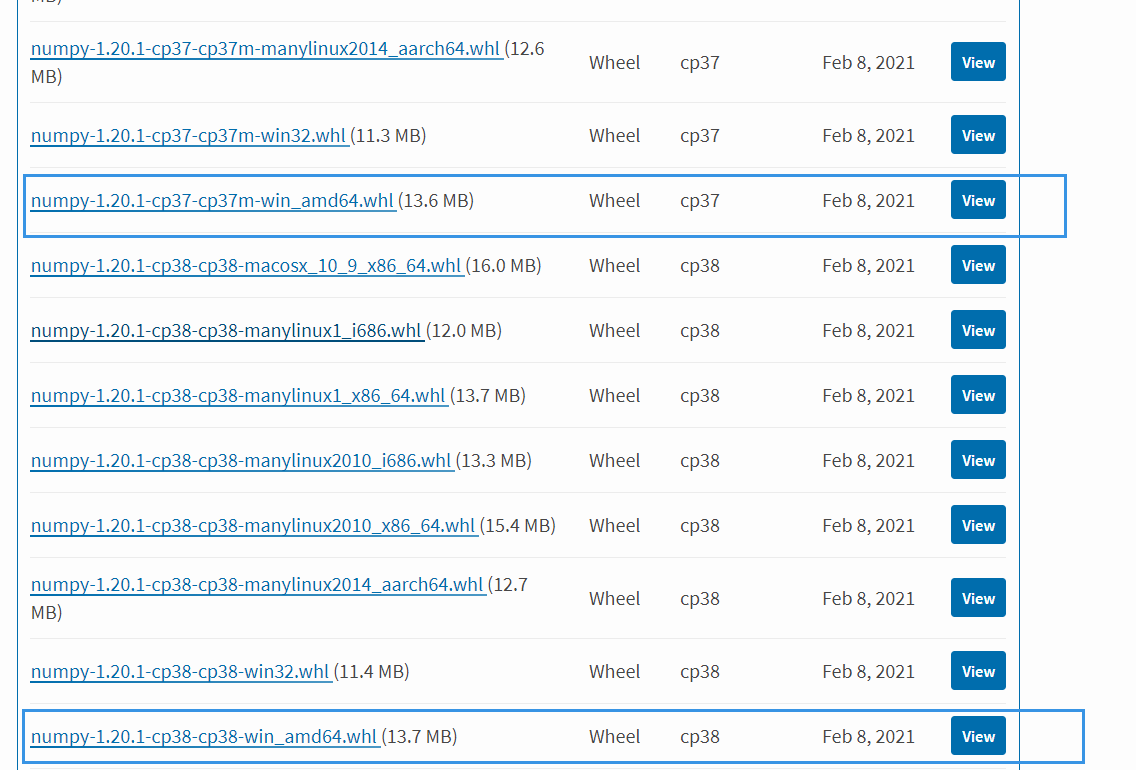 MB)
numpy-1.20.1-cp37-cp37m-manylinux2014_aarch64.whl (12.6
MB) Wheel cp37 Feb 8, 2021 View
numpy-1.20.1-cp37-cp37m-win32.whl (11.3 MB) Wheel cp37 Feb 8, 2021 View
numpy-1.20.1-cp37-cp37m-win_amd64.whl (13.6 MB) Wheel cp37 Feb 8, 2021 View
numpy-1.20.1-cp38-cp38-macosx_10_9_x86_64.whl (16.0 MB) Wheel cp38 Feb 8, 2021 View
numpy-1.20.1-cp38-cp38-manylinux1_i686.whl (12.0 MB) Wheel cp38 Feb 8, 2021 View
numpy-1.20.1-cp38-cp38-manylinux1_x86_64.whl (13.7 MB) Wheel cp38 Feb 8, 2021 View
numpy-1.20.1-cp38-cp38-manylinux2010_i686.whl (13.3 MB) Wheel cp38 Feb 8, 2021 View
numpy-1.20.1-cp38-cp38-manylinux2010_x86_64.whl (15.4 MB) Wheel cp38 Feb 8, 2021 View
numpy-1.20.1-cp38-cp38-manylinux2014_aarch64.whl (12.7
MB) Wheel cp38 Feb 8, 2021 View
numpy-1.20.1-cp38-cp38-win32.whl (11.4 MB) Wheel cp38 Feb 8, 2021 View
numpy-1.20.1-cp38-cp38-win_amd64.whl (13.7 MB) Wheel cp38 Feb 8, 2021 View